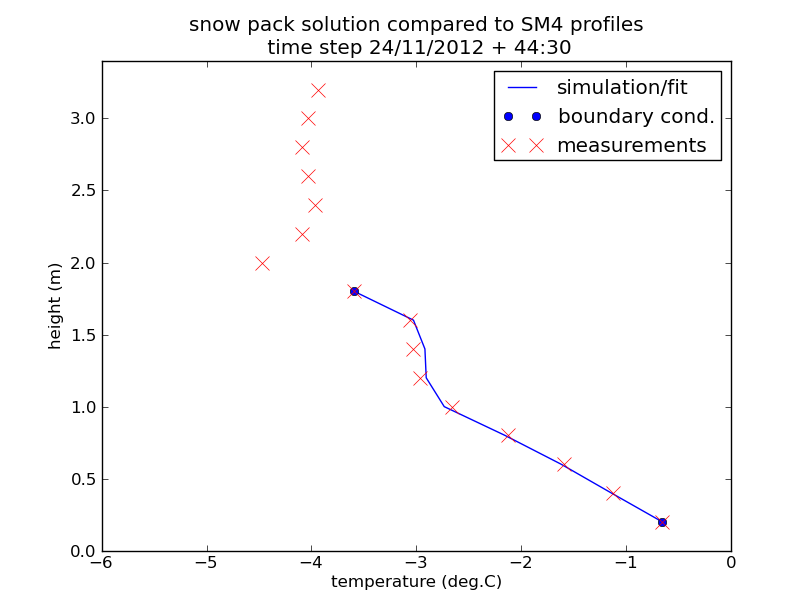 snow pack solution compared to SM4 profiles
time step 24/11/2012 + 44:30
simulation/fit
boundary cond.
measurements
3.0
2.5
2.0
1.5
1.0
0.5
0.0
height (m)
−6 −5 −4 −3 −2 −1 0
temperature (deg.C)